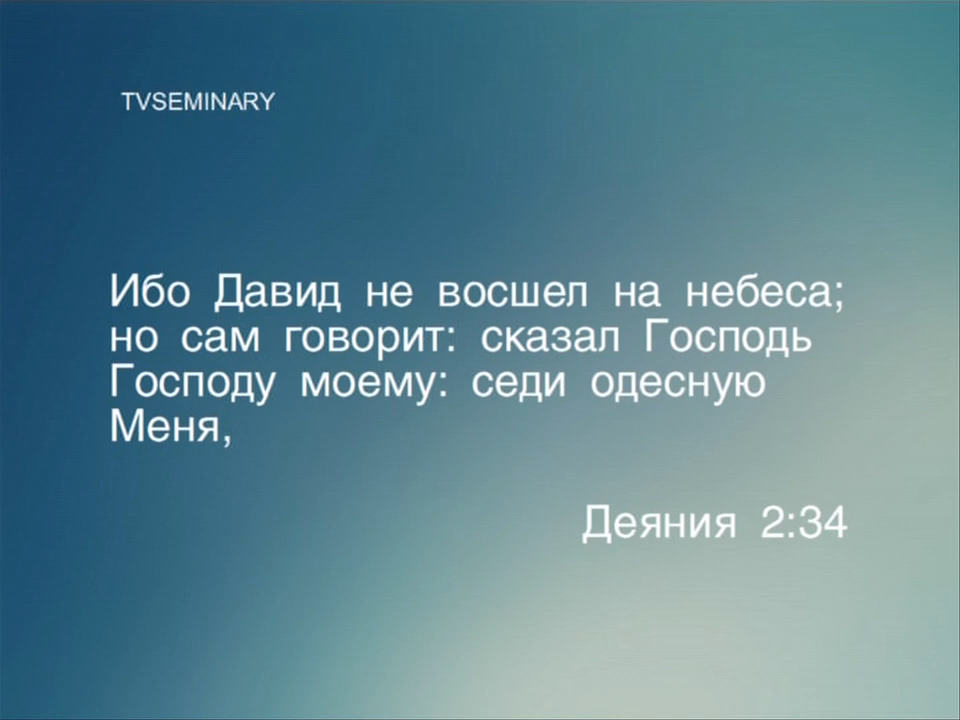 TVSEMINARY
Ибо Давид не восшел на небеса;
но сам говорит: сказал Господь
Господу моему: седи одесную
Меня,
Деяния 2:34